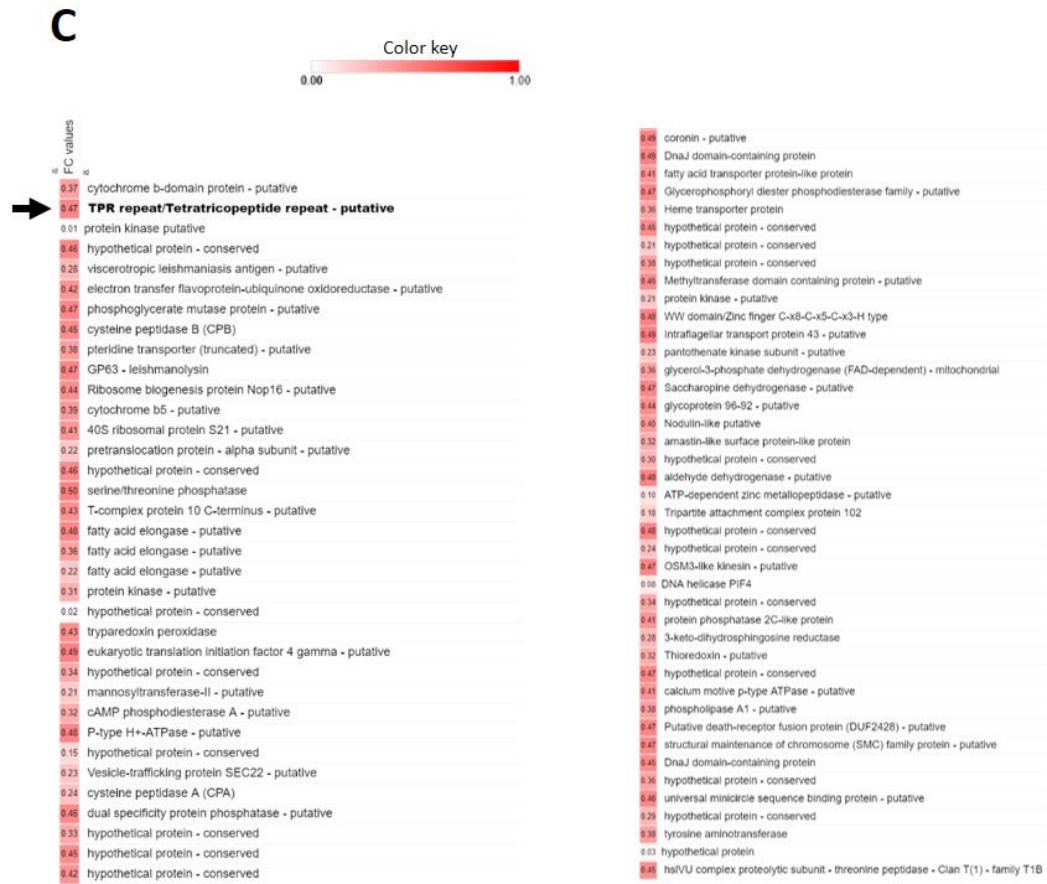 C
Color key
0.00 1.00
FC values
0.37 cytochrome b-domain protein - putative
0.47 TPR repeat/Tetratricopeptide repeat - putative
0.01 protein kinase putative
0.46 hypothetical protein - conserved
0.28 viscerotropic leishmaniasis antigen - putative
0.42 electron transfer flavoprotein-ubiquinone oxidoreductase - putative
0.47 phosphoglycerate mutase protein - putative
0.45 cysteine peptidase B (CPB)
0.38 pteridine transporter (truncated) - putative
0.47 GP63 - leishmanolysin
0.44 Ribosome biogenesis protein Nop16 - putative
0.39 cytochrome b5 - putative
0.41 40S ribosomal protein S21 - putative
0.22 pretranslocation protein - alpha subunit - putative
0.46 hypothetical protein - conserved
0.50 serine/threonine phosphatase
0.43 T-complex protein 10 C-terminus - putative
0.48 fatty acid elongase - putative
0.36 fatty acid elongase - putative
0.22 fatty acid elongase - putative
0.31 protein kinase - putative
0.02 hypothetical protein - conserved
0.43 tryparedoxin peroxidase
0.49 eukaryotic translation initiation factor 4 gamma - putative
0.34 hypothetical protein - conserved
0.21 mannosyltransferase-II - putative
0.32 cAMP phosphodiesterase A - putative
0.48 P-type H+-ATPase - putative
0.15 hypothetical protein - conserved
0.23 Vesicle-trafficking protein SEC22 - putative
0.24 cysteine peptidase A (CPA)
0.46 dual specificity protein phosphatase - putative
0.33 hypothetical protein - conserved
0.45 hypothetical protein - conserved
0.42 hypothetical protein - conserved
0.49 coronin - putative
0.49 DnaJ domain-containing protein
0.41 fatty acid transporter protein-like protein
0.47 Glycerophosphoryl diester phosphodiesterase family - putative
0.36 Heme transporter protein
0.45 hypothetical protein - conserved
0.21 hypothetical protein - conserved
0.38 hypothetical protein - conserved
0.45 Methyltransferase domain containing protein - putative
0.21 protein kinase - putative
0.48 WW domain/Zinc finger C-x8-C-x5-C-x3-H type
0.49 Intraflagellar transport protein 43 - putative
0.23 pantothenate kinase subunit - putative
0.36 glycerol-3-phosphate dehydrogenase (FAD-dependent) - mitochondrial
0.47 Saccharopine dehydrogenase - putative
0.44 glycoprotein 96-92 - putative
0.40 Nodulin-like putative
0.32 amastin-like surface protein-like protein
0.30 hypothetical protein - conserved
0.48 aldehyde dehydrogenase - putative
0.10 ATP-dependent zinc metallopeptidase - putative
Tripartite attachment complex protein 102
0.48 hypothetical protein - conserved
0.24 hypothetical protein - conserved
0.47 OSM3-like kinesin - putative
0.08 DNA helicase PIF4
0.34 hypothetical protein - conserved
0.41 protein phosphatase 2C-like protein
0.28 3-keto-dihydrosphingosine reductase
0.32 Thioredoxin - putative
0.47 hypothetical protein - conserved
0.41 calcium motive p-type ATPase - putative
0.38 phospholipase A1 - putative
0.47 Putative death-receptor fusion protein (DUF2428) - putative
0.47 structural maintenance of chromosome (SMC) family protein - putative
0.45 DnaJ domain-containing protein
0.36 hypothetical protein - conserved
0.46 universal minicircle sequence binding protein - putative
0.29 hypothetical protein - conserved
0.38 tyrosine aminotransferase
0.03 hypothetical protein
0.45 hslVU complex proteolytic subunit - threonine peptidase - Clan T(1) - family T1B